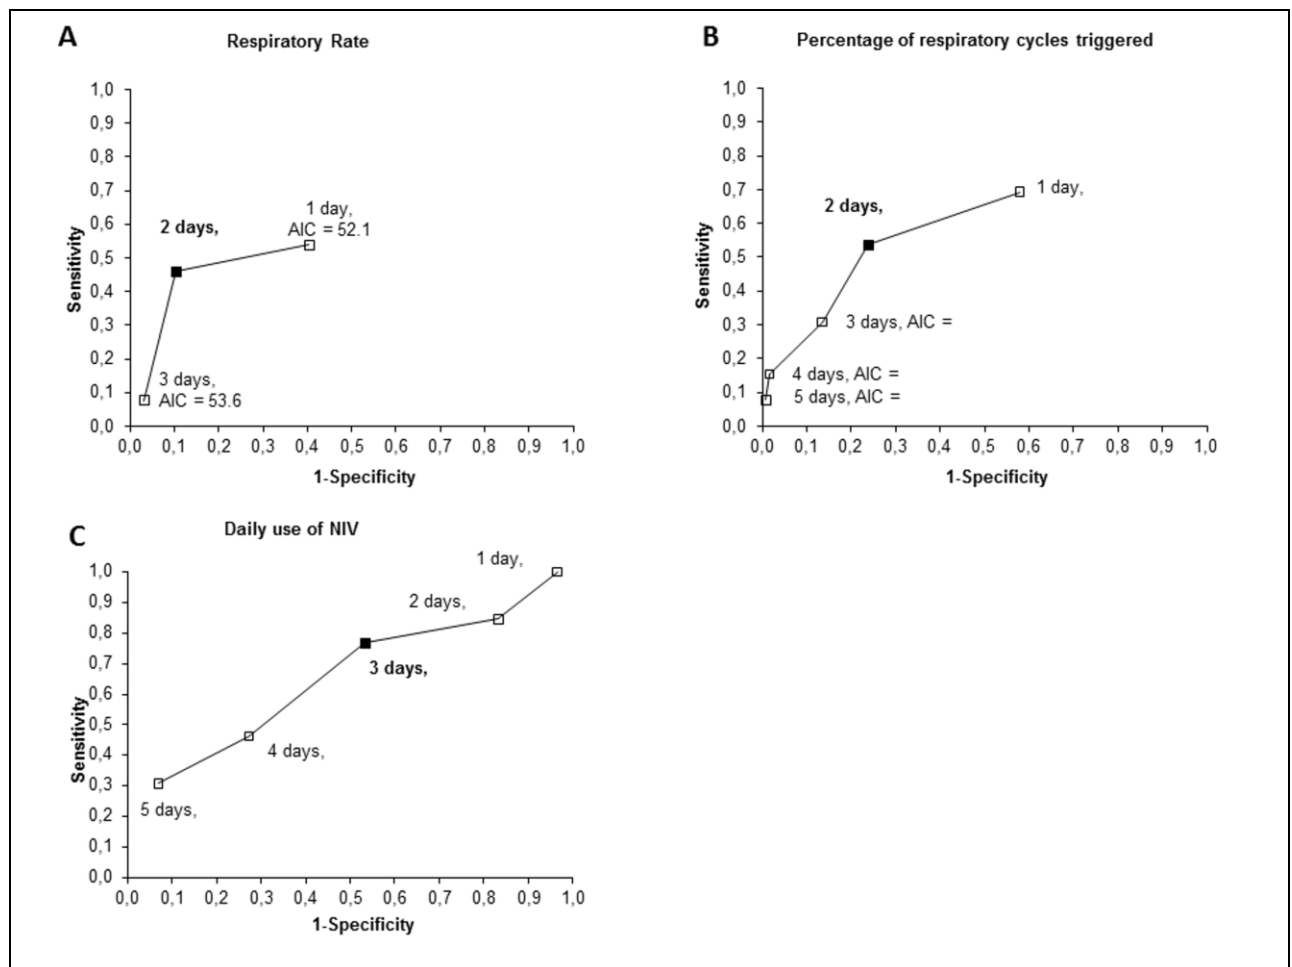 A
Respiratory Rate
1,0
0,9
0,8
0,7
0,6
0,5
0,4
0,3
0,2
0,1
0,0
Sensitivity
2 days,
1 day,
AIC = 52.1
3 days,
AIC = 53.6
0,0 0,1 0,2 0,3 0,4 0,5 0,6 0,7 0,8 0,9 1,0
1-Specificity
B
Percentage of respiratory cycles triggered
1,0
0,9
0,8
0,7
0,6
0,5
0,4
0,3
0,2
0,1
0,0
Sensitivity
1 day,
2 days,
3 days, AIC =
4 days, AIC =
5 days, AIC =
0,0 0,1 0,2 0,3 0,4 0,5 0,6 0,7 0,8 0,9 1,0
1-Specificity
C
Daily use of NIV
1,0
0,9
0,8
0,7
0,6
0,5
0,4
0,3
0,2
0,1
0,0
Sensitivity
1 day,
2 days,
3 days,
4 days,
5 days,
0,0 0,1 0,2 0,3 0,4 0,5 0,6 0,7 0,8 0,9 1,0
1-Specificity